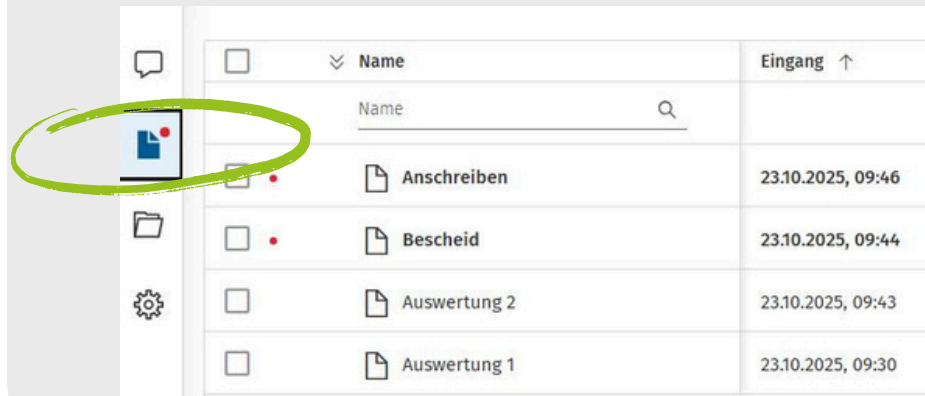 Name Eingang
Name
Anschreiben 23.10.2025, 09:46
Bescheid 23.10.2025, 09:44
Auswertung 2 23.10.2025, 09:43
Auswertung 1 23.10.2025, 09:30